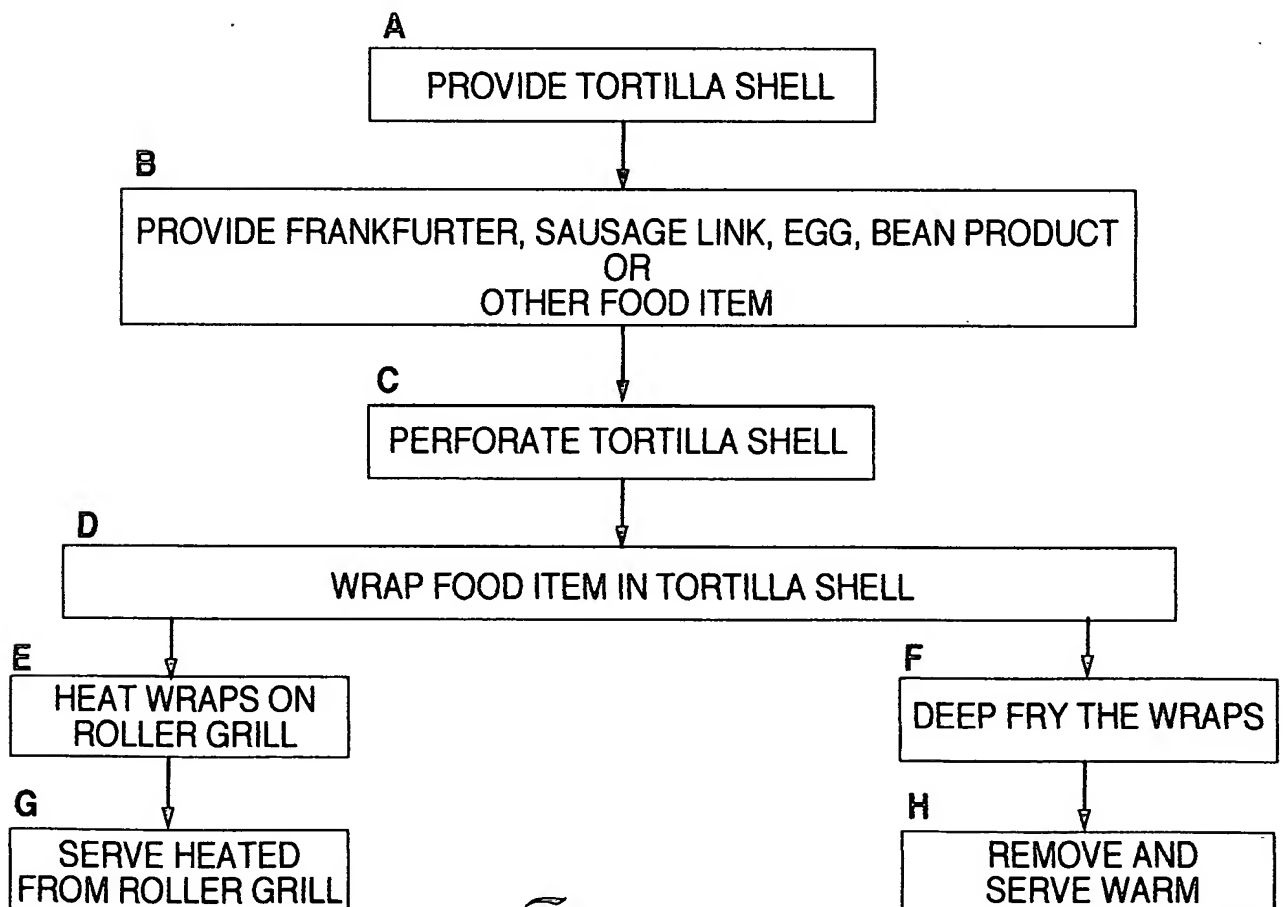 A
PROVIDE TORTILLA SHELL
B
PROVIDE FRANKFURTER, SAUSAGE LINK, EGG, BEAN PRODUCT
OR
OTHER FOOD ITEM
C
PERFORATE TORTILLA SHELL
D
WRAP FOOD ITEM IN TORTILLA SHELL
E
HEAT WRAPS ON
ROLLER GRILL
F
DEEP FRY THE WRAPS
G
SERVE HEATED
FROM ROLLER GRILL
H
REMOVE AND
SERVE WARM